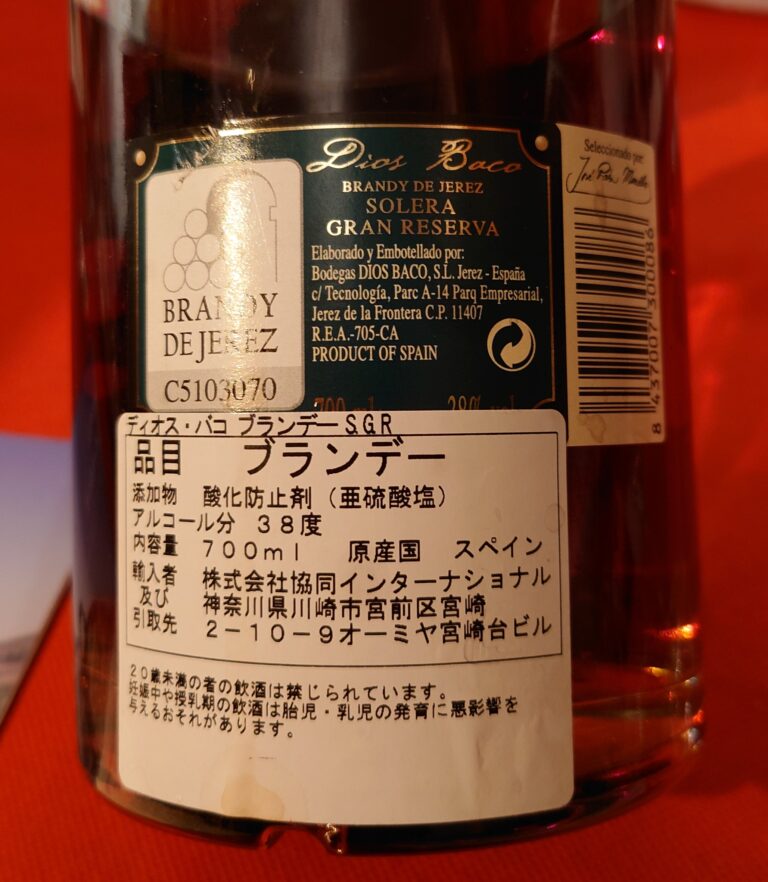 Dios Baco
BRANDY DE JEREZ
SOLERA
GRAN RESERVA
Elaborado y Embotellado por:
Bodegas DIOS BACO, S.L. Jerez - España
c/ Tecnología, Parc A-14 Parq Empresarial,
Jerez de la Frontera C.P. 11407
R.E.A.-705-CA
PRODUCT OF SPAIN
BRANDY
DE JEREZ
C5103070
Seleccionado por:
José
8 437007 300086
ディオス・バコ ブランデー SGR
品目 ブランデー
添加物 酸化防止剤（亜硫酸塩）
アルコール分 38度
内容量 700ml 原産国 スペイン
輸入者 株式会社協同インターナショナル
及び 神奈川県川崎市宮前区宮崎
引取先 2-10-9オーミヤ宮崎台ビル
20歳未満の者の飲酒は禁じられています。
妊娠中や授乳期の飲酒は胎児・乳児の発育に悪影響を
与えるおそれがあります。